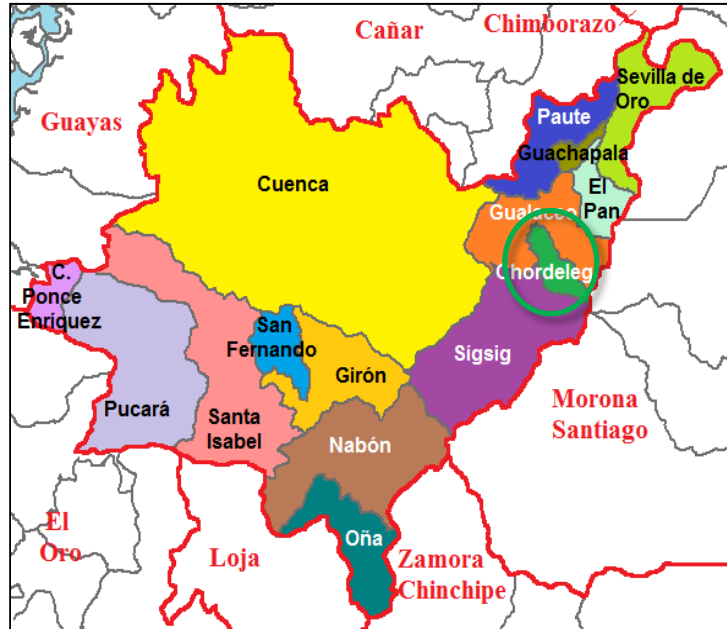 Cañar
Chimborazo
Sevilla de
Oro
Guayas
Paute
Guachapala
Cuenca
El
Pan
Gualaceo
Chordeleg
C.
Ponce
Enríquez
San
Fernando
Girón
Sígsig
Pucará
Santa
Isabel
Nabón
Morona
Santiago
El
Oro
Loja
Oña
Zamora
Chinchipe